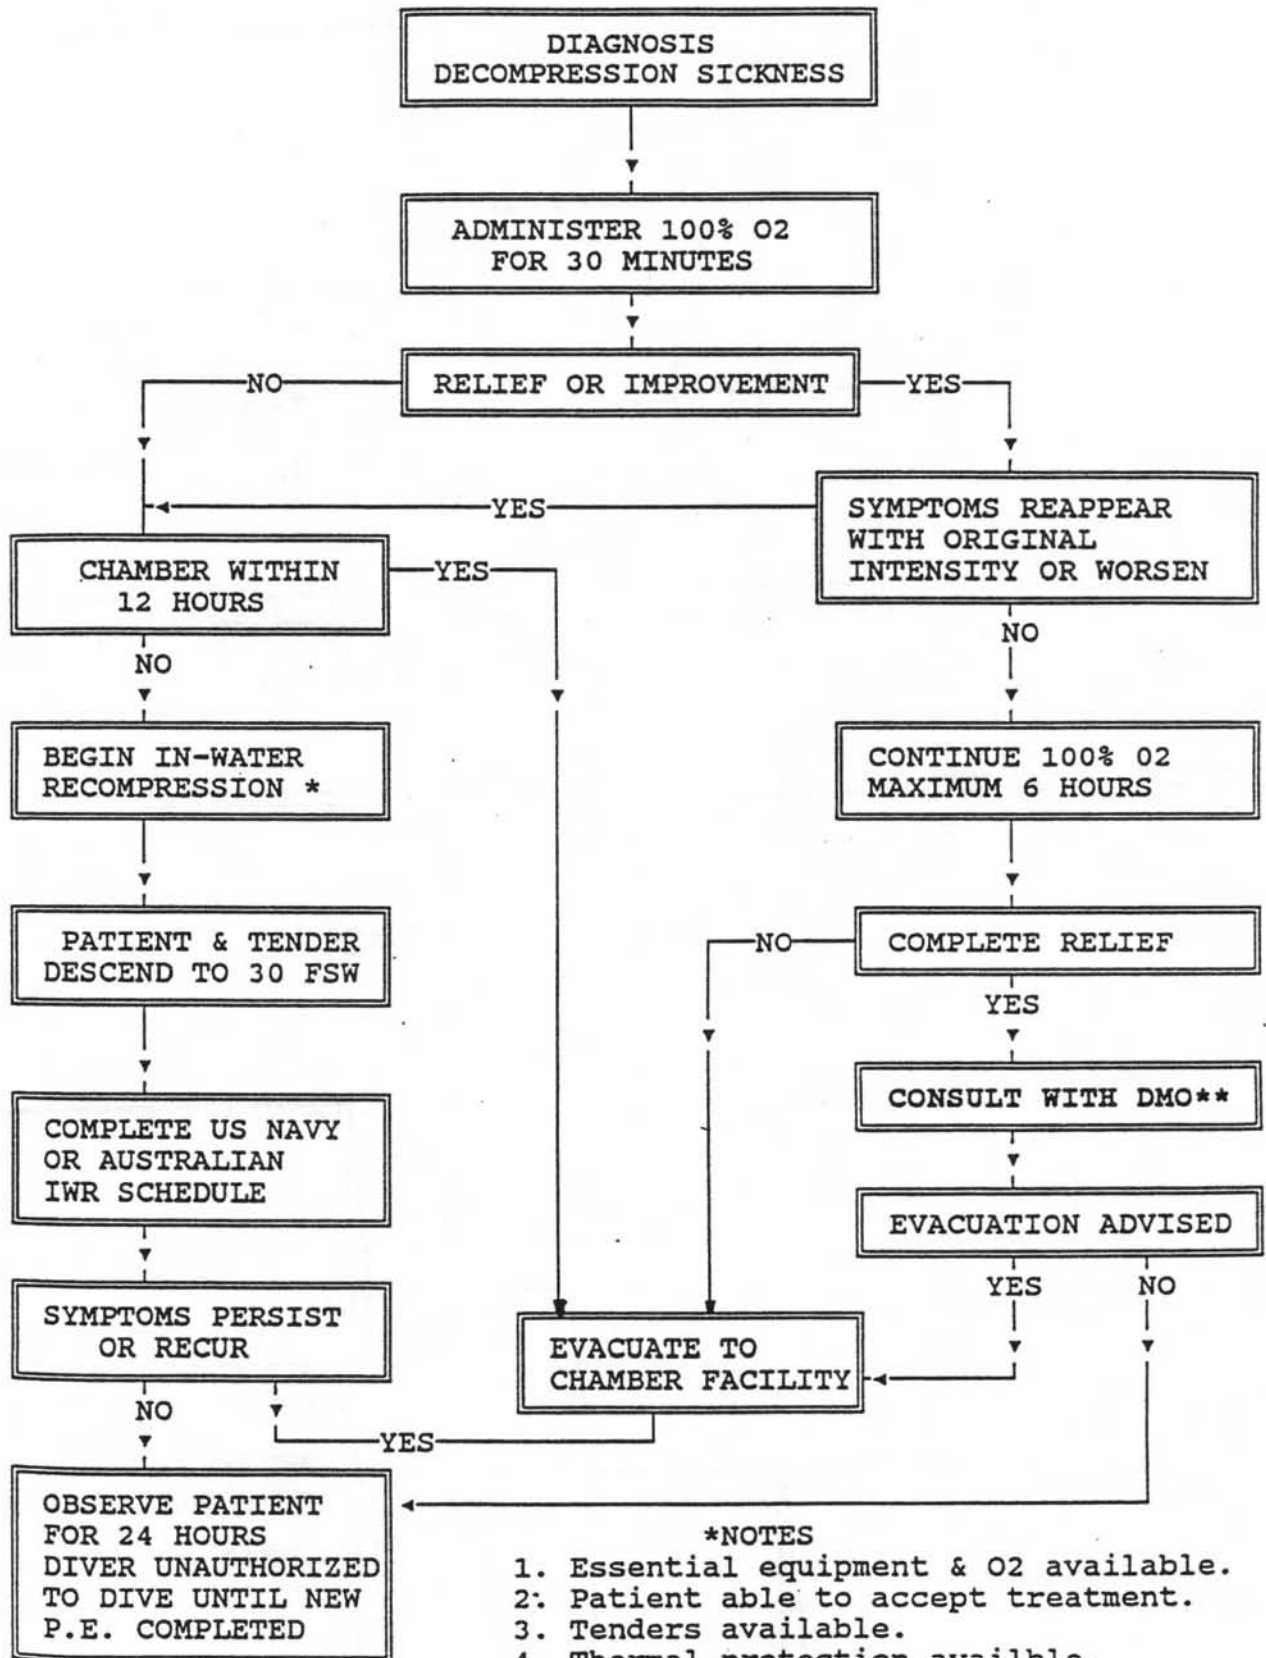 DIAGNOSIS
DECOMPRESSION SICKNESS
ADMINISTER 100% O2
FOR 30 MINUTES
NO
RELIEF OR IMPROVEMENT
YES
YES
SYMPTOMS REAPPEAR
WITH ORIGINAL
INTENSITY OR WORSEN
CHAMBER WITHIN
12 HOURS
YES
NO
NO
BEGIN IN-WATER
RECOMPRESSION *
CONTINUE 100% O2
MAXIMUM 6 HOURS
PATIENT & TENDER
DESCEND TO 30 FSW
NO
COMPLETE RELIEF
YES
CONSULT WITH DMO**
COMPLETE US NAVY
OR AUSTRALIAN
IWR SCHEDULE
EVACUATION ADVISED
YES
NO
SYMPTOMS PERSIST
OR RECUR
EVACUATE TO
CHAMBER FACILITY
NO
YES
OBSERVE PATIENT
FOR 24 HOURS
DIVER UNAUTHORIZED
TO DIVE UNTIL NEW
P.E. COMPLETED
*NOTES
1. Essential equipment & O2 available.
2. Patient able to accept treatment.
3. Tenders available.
4. Thermal protection availble